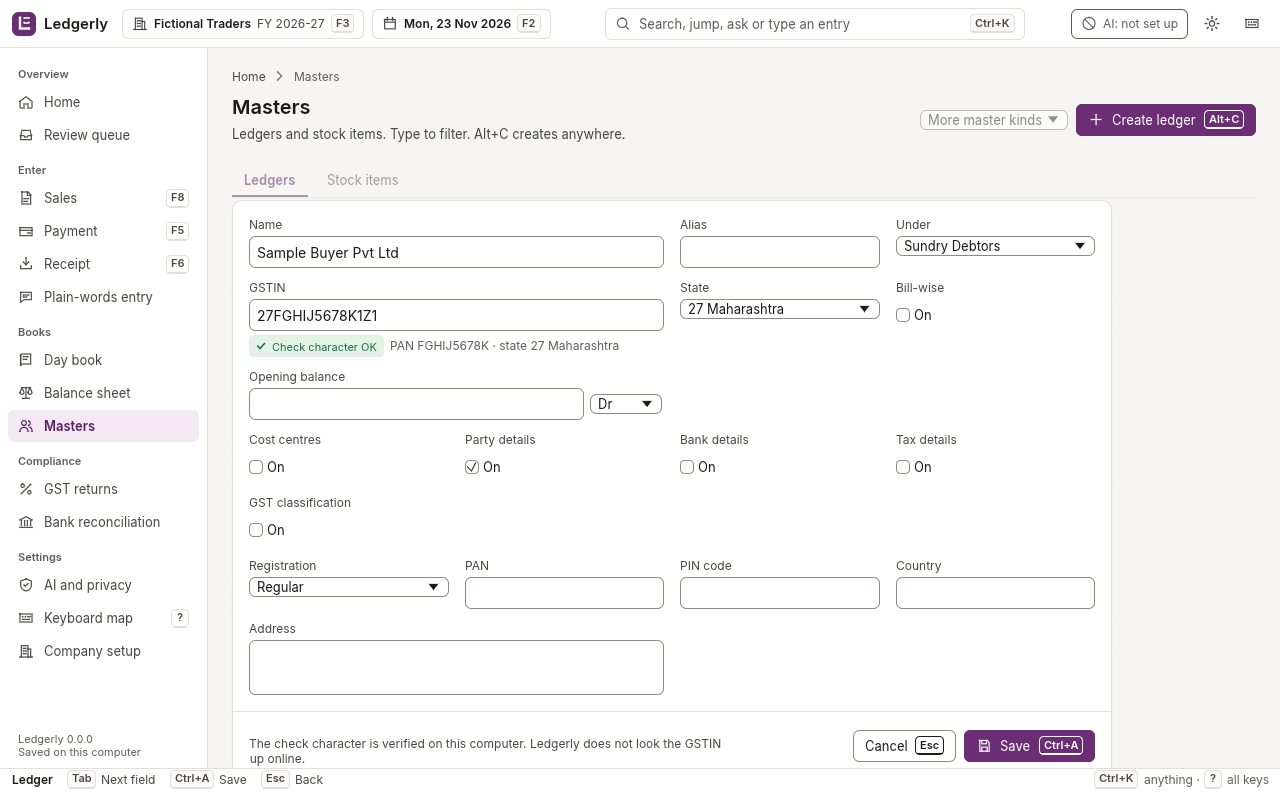 Ledgerly
Fictional Traders FY 2026-27 F3
Mon, 23 Nov 2026 F2
Search, jump, ask or type an entry Ctrl+K
AI: not set up
Overview
Home
Review queue
Enter
Sales F8
Payment F5
Receipt F6
Plain-words entry
Books
Day book
Balance sheet
Masters
Compliance
GST returns
Bank reconciliation
Settings
AI and privacy
Keyboard map ?
Company setup
Ledgerly 0.0.0
Saved on this computer
Home > Masters
Masters
Ledgers and stock items. Type to filter. Alt+C creates anywhere.
More master kinds
Create ledger Alt+C
Ledgers Stock items
Name Alias Under
Sample Buyer Pvt Ltd Sundry Debtors
GSTIN State Bill-wise
27FGHIJ5678K1Z1 27 Maharashtra On
Check character OK PAN FGHIJ5678K · state 27 Maharashtra
Opening balance
Dr
Cost centres Party details Bank details Tax details
On On On On
GST classification
On
Registration PAN PIN code Country
Regular
Address
The check character is verified on this computer. Ledgerly does not look the GSTIN
up online.
Cancel Esc Save Ctrl+A
Ledger Tab Next field Ctrl+A Save Esc Back
Ctrl+K anything · ? all keys